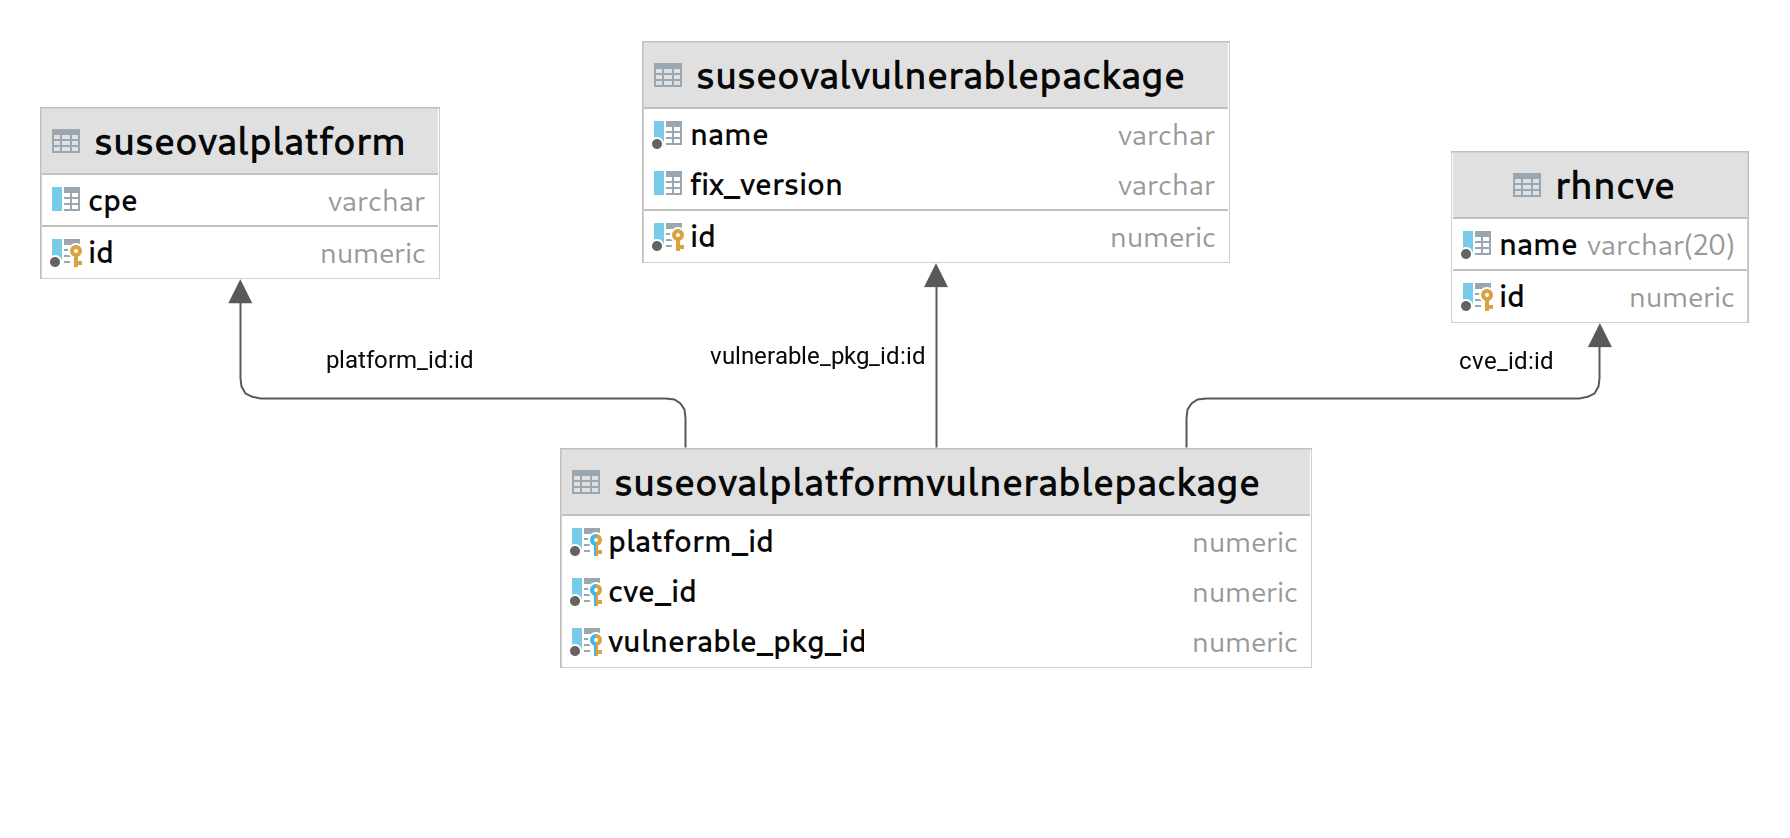 suseovalplatform
cpe varchar
id numeric
suseovalvulnerablepackage
name varchar
fix_version varchar
id numeric
rhncve
name varchar(20)
id numeric
platform_id:id
vulnerable_pkg_id:id
cve_id:id
suseovalplatformvulnerablepackage
platform_id numeric
cve_id numeric
vulnerable_pkg_id numeric